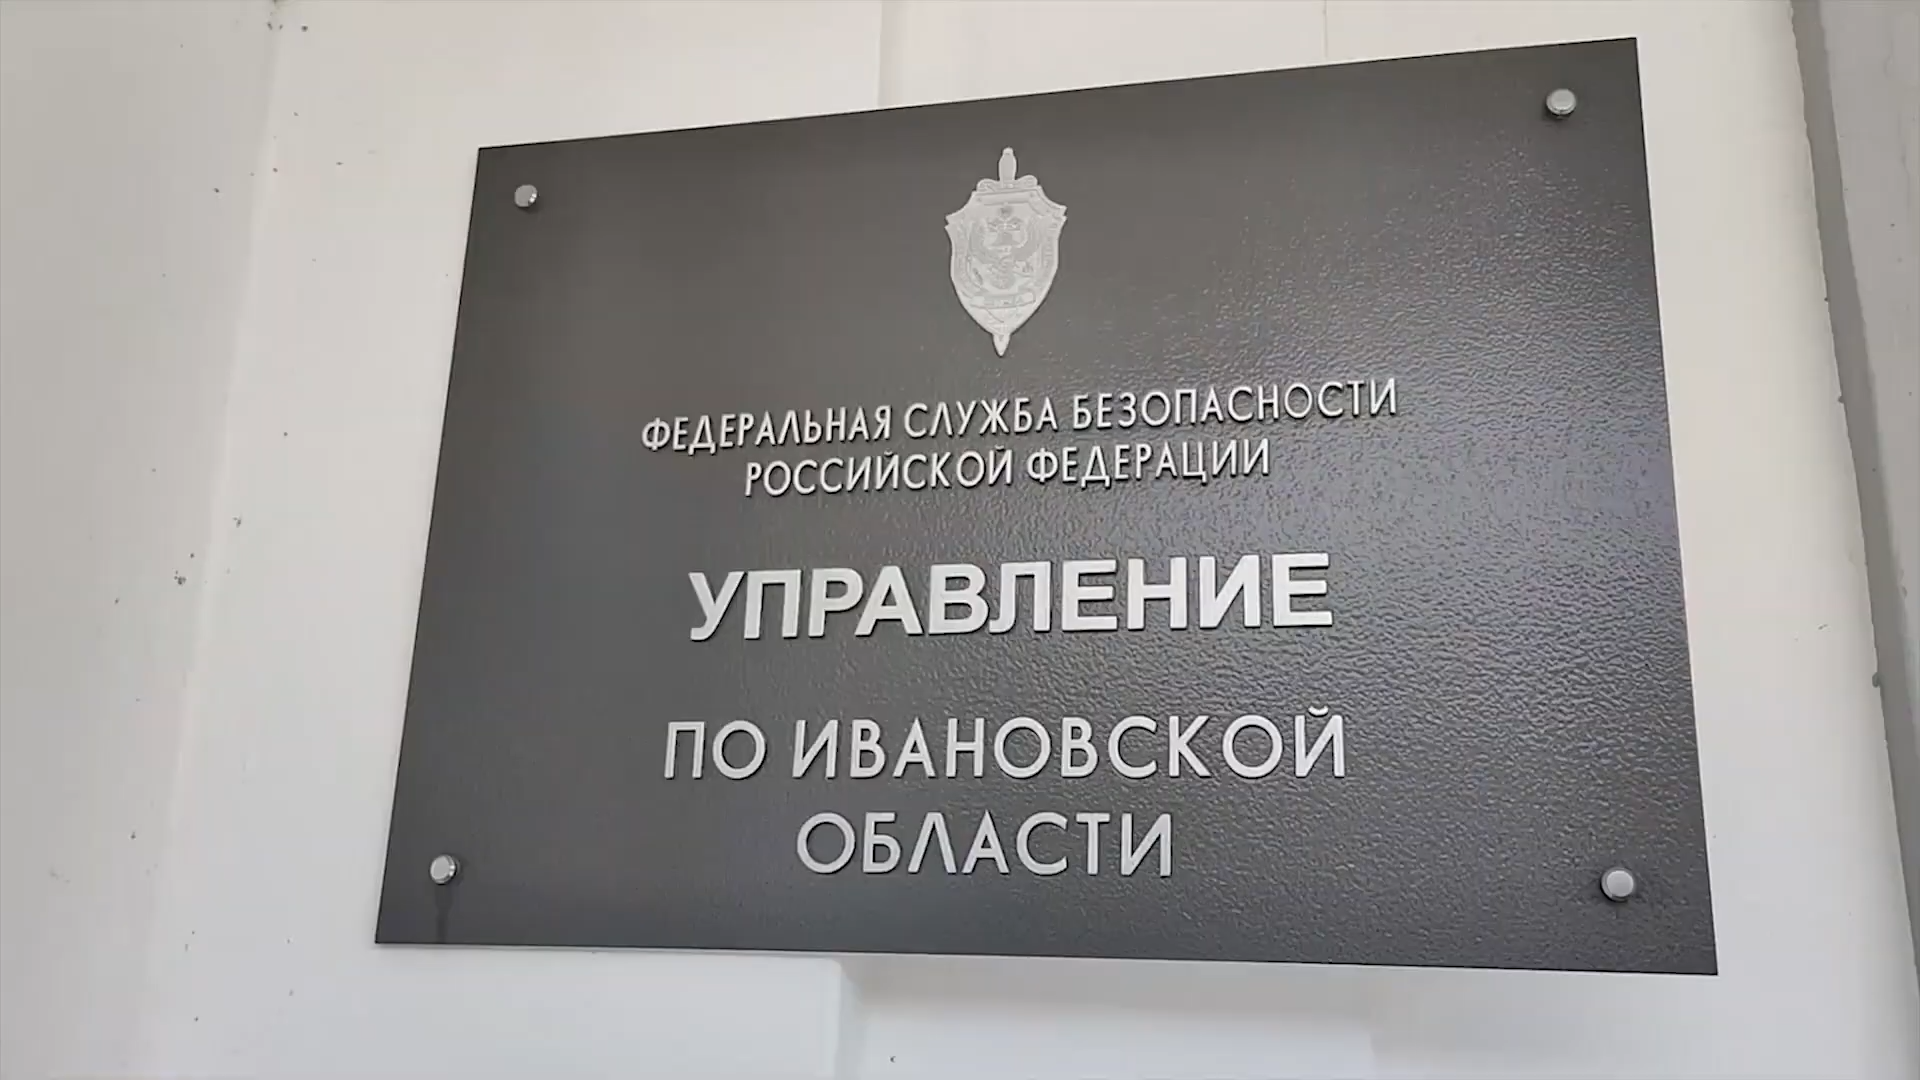 ФЕДЕРАЛЬНАЯ СЛУЖБА БЕЗОПАСНОСТИ
РОССИЙСКОЙ ФЕДЕРАЦИИ
УПРАВЛЕНИЕ
ПО ИВАНОВСКОЙ
ОБЛАСТИ